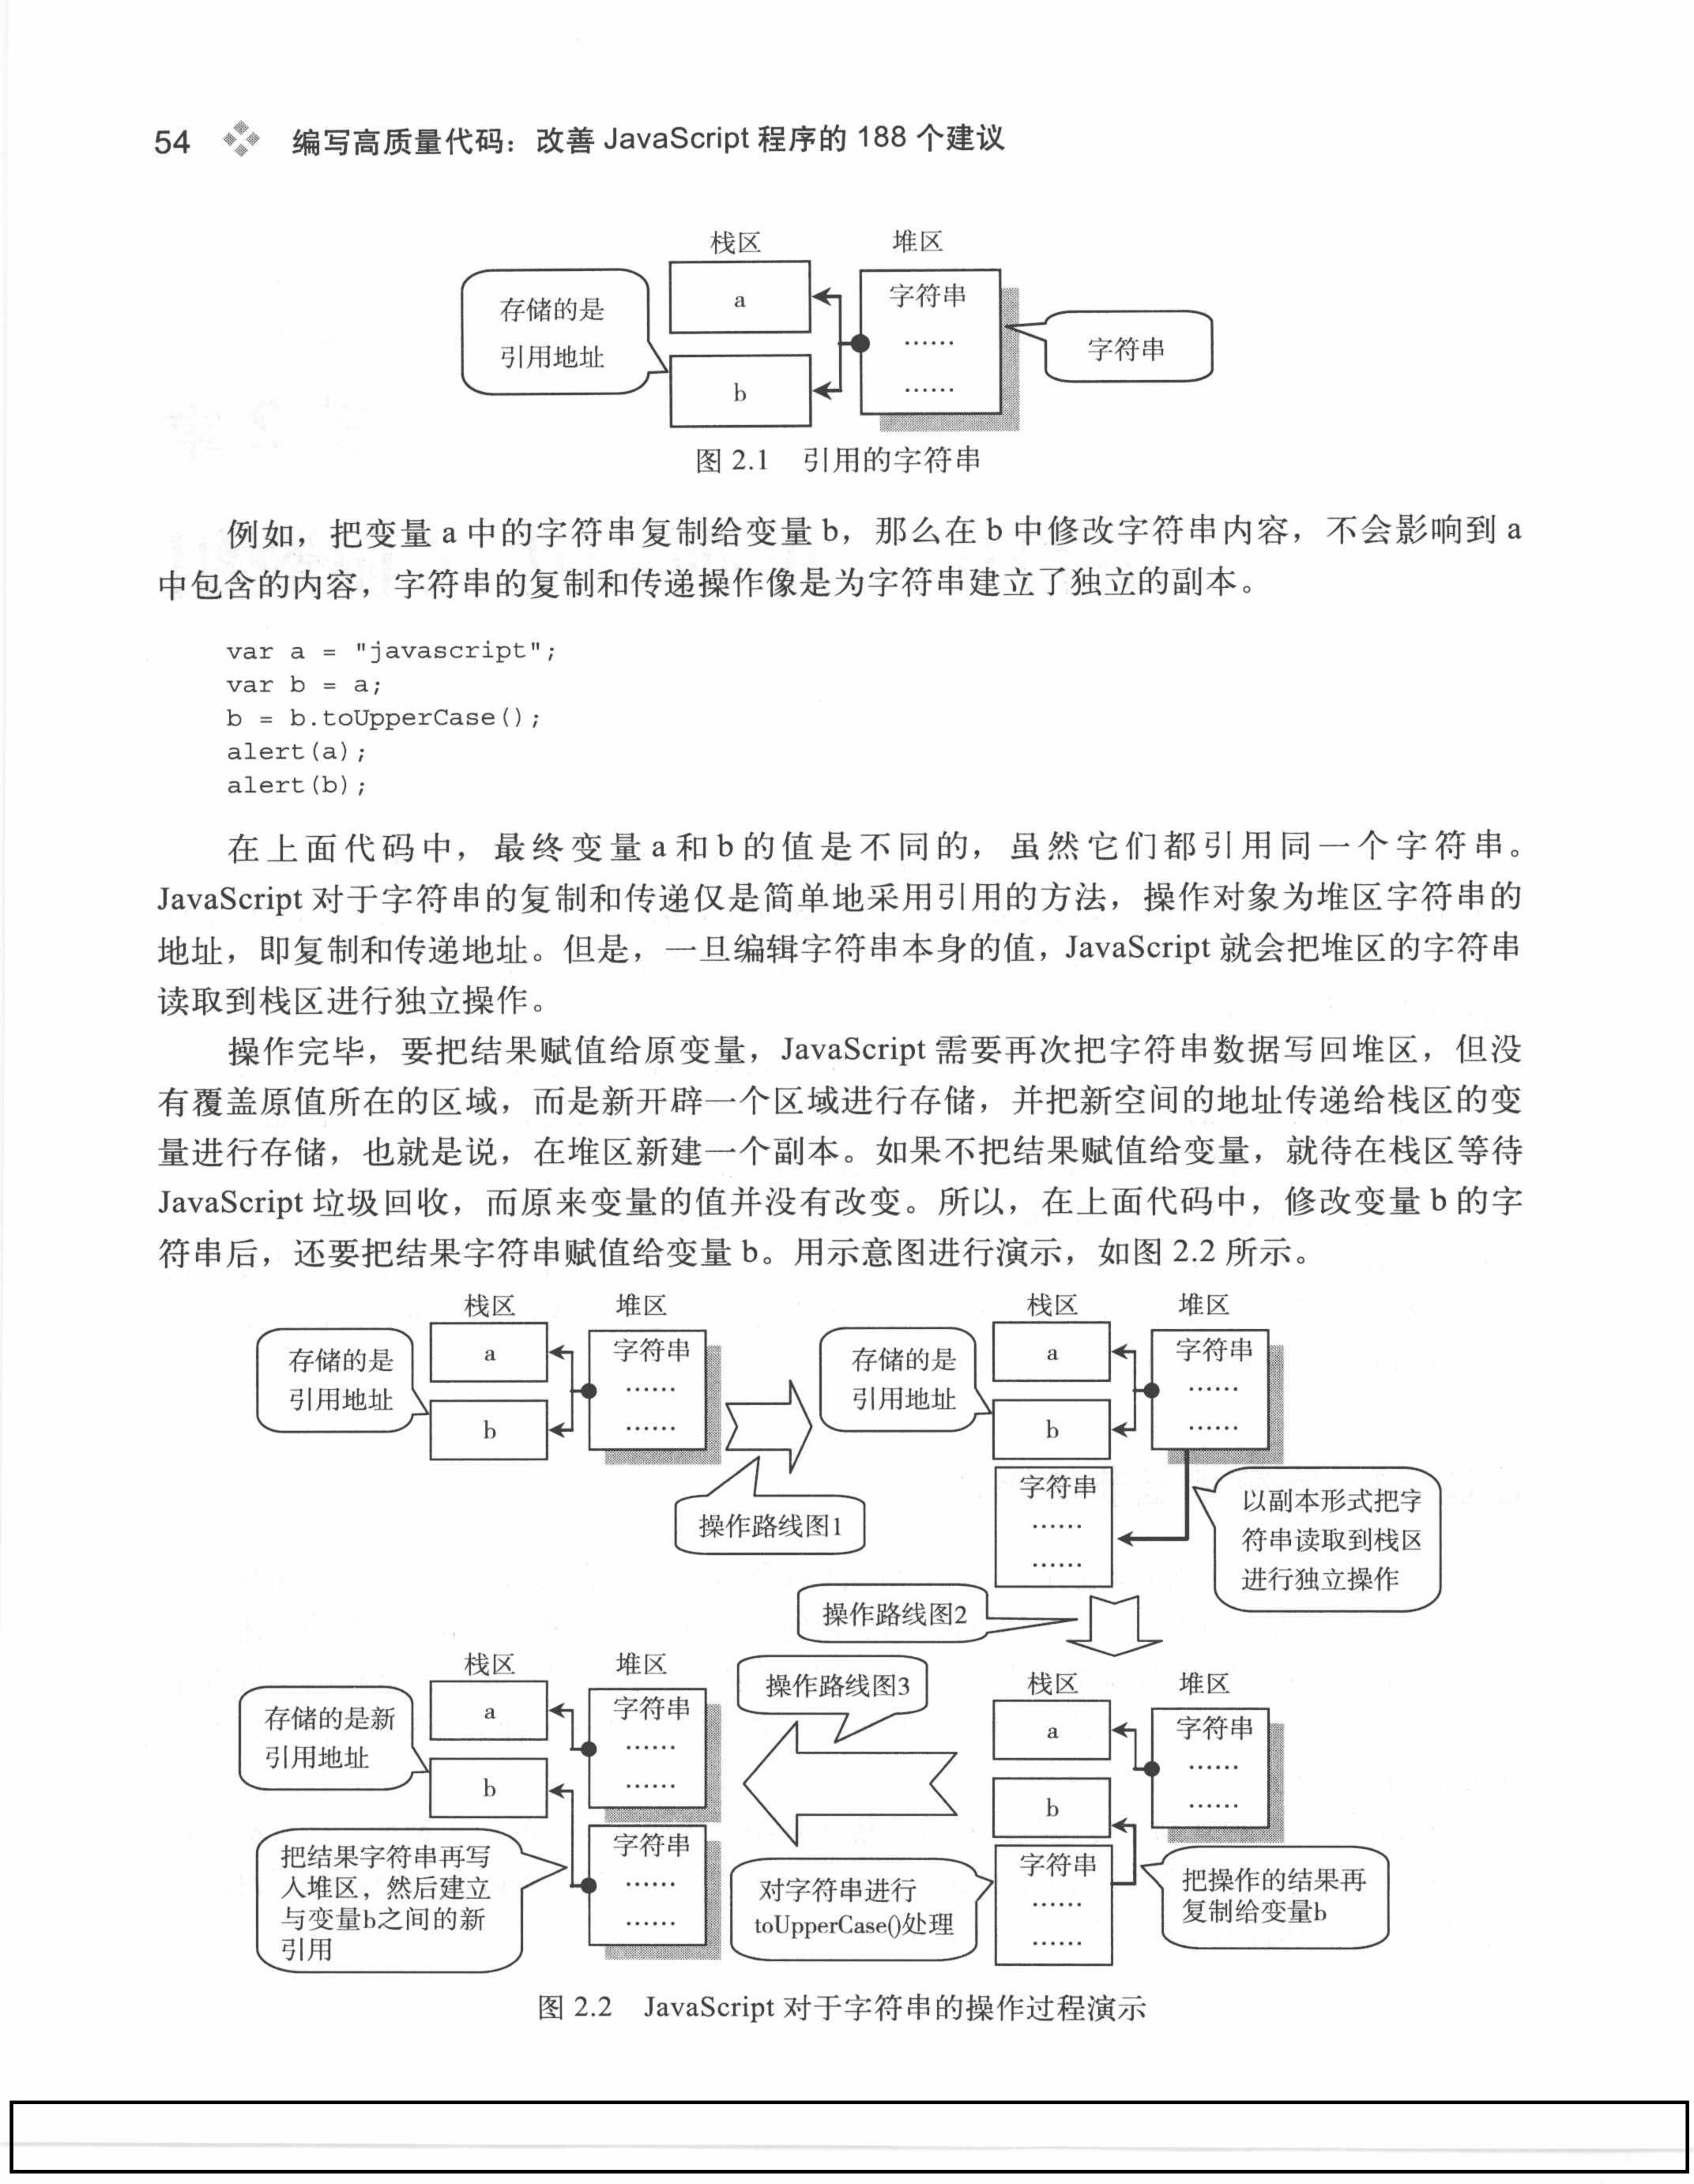 54 编写高质量代码：改善 JavaScript 程序的 188 个建议
栈区 堆区
存储的是
引用地址
a
b
字符串
……
……
字符串
图 2.1 引用的字符串
例如，把变量 a 中的字符串复制给变量 b，那么在 b 中修改字符串内容，不会影响到 a
中包含的内容，字符串的复制和传递操作像是为字符串建立了独立的副本。
var a = "javascript";
var b = a;
b = b.toUpperCase();
alert(a);
alert(b);
在上面代码中，最终变量 a 和 b 的值是不同的，虽然它们都引用同一个字符串。
JavaScript 对于字符串的复制和传递仅是简单地采用引用的方法，操作对象为堆区字符串的
地址，即复制和传递地址。但是，一旦编辑字符串本身的值，JavaScript 就会把堆区的字符串
读取到栈区进行独立操作。
操作完毕，要把结果赋值给原变量，JavaScript 需要再次把字符串数据写回堆区，但没
有覆盖原值所在的区域，而是新开辟一个区域进行存储，并把新空间的地址传递给栈区的变
量进行存储，也就是说，在堆区新建一个副本。如果不把结果赋值给变量，就待在栈区等待
JavaScript 垃圾回收，而原来变量的值并没有改变。所以，在上面代码中，修改变量 b 的字
符串后，还要把结果字符串赋值给变量 b。用示意图进行演示，如图 2.2 所示。
栈区 堆区
存储的是
引用地址
a
b
字符串
……
……
操作路线图1
栈区 堆区
存储的是
引用地址
a
b
字符串
……
……
字符串
……
……
以副本形式把字
符串读取到栈区
进行独立操作
操作路线图2
栈区 堆区
a
b
字符串
……
……
字符串
……
……
对字符串进行
toUpperCase()处理
把操作的结果再
复制给变量b
操作路线图3
栈区 堆区
存储的是新
引用地址
a
b
字符串
……
……
字符串
……
……
把结果字符串再写
入堆区，然后建立
与变量b之间的新
引用
图 2.2 JavaScript 对于字符串的操作过程演示